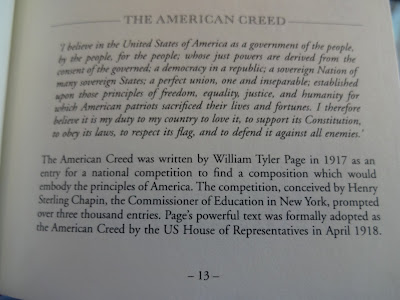 THE AMERICAN CREED
'I believe in the United States of America as a government of the people,
by the people, for the people; whose just powers are derived from the
consent of the governed; a democracy in a republic; a sovereign Nation of
many sovereign States; a perfect union, one and inseparable; established
upon those principles of freedom, equality, justice, and humanity for
which American patriots sacrificed their lives and fortunes. I therefore
believe it is my duty to my country to love it, to support its Constitution,
to obey its laws, to respect its flag, and to defend it against all enemies.'
The American Creed was written by William Tyler Page in 1917 as an
entry for a national competition to find a composition which would
embody the principles of America. The competition, conceived by Henry
Sterling Chapin, the Commissioner of Education in New York, prompted
over three thousand entries. Page's powerful text was formally adopted as
the American Creed by the US House of Representatives in April 1918.
– 13 –